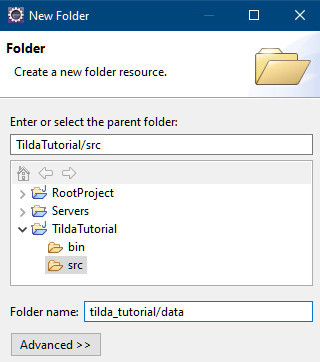 New Folder
Folder
Create a new folder resource.
Enter or select the parent folder:
TildaTutorial/src
RootProject
Servers
TildaTutorial
bin
src
Folder name: tilda_tutorial/data
Advanced >>